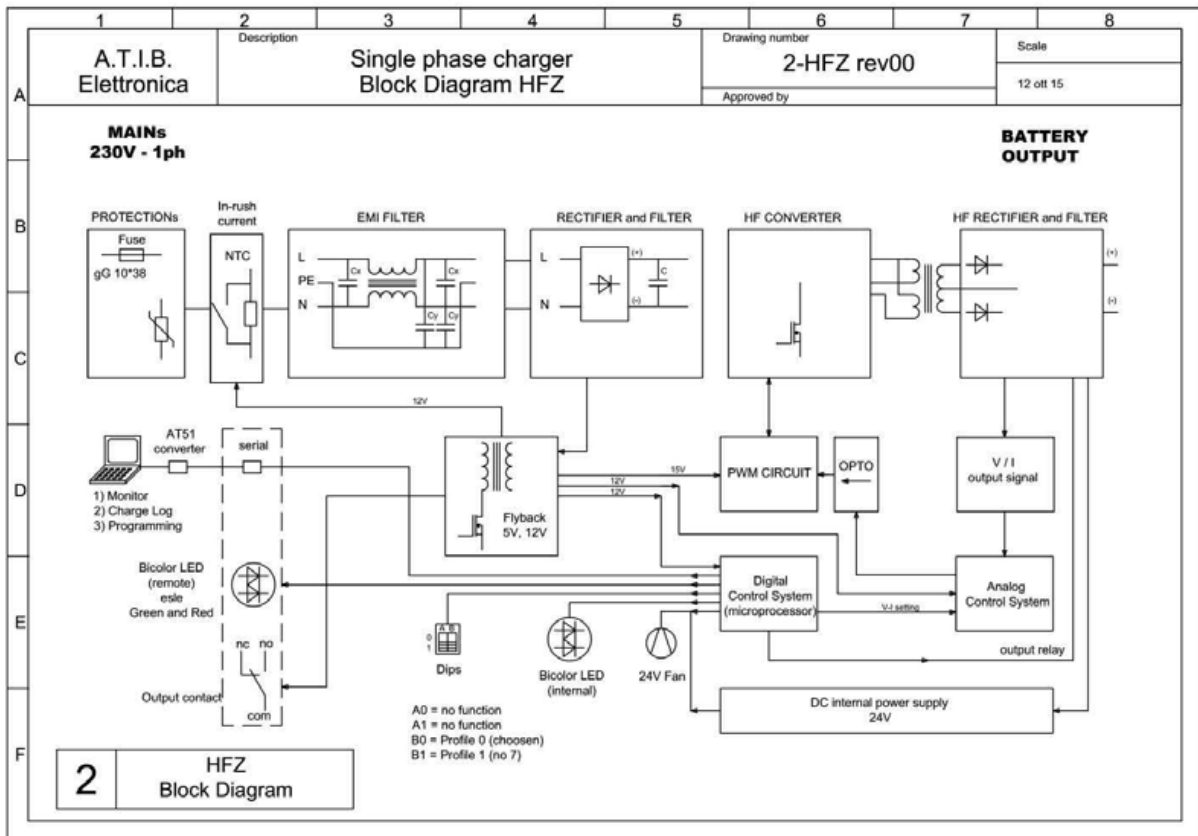 1 2 3 4 5 6 7 8
A
B
C
D
E
F
A.T.I.B.
Elettronica
Description
Single phase charger
Block Diagram HFZ
Drawing number
2-HFZ rev00
Approved by
Scale
12 ott 15
MAINs
230V - 1ph
BATTERY
OUTPUT
PROTECTIONs
Fuse
gG 10*38
In-rush
current
NTC
EMI FILTER
L
PE
N
Cx
Cx
Cy
Cy
RECTIFIER and FILTER
L
N
(+)
(-)
C
HF CONVERTER
HF RECTIFIER and FILTER
(+)
(-)
12V
AT51
converter
serial
1) Monitor
2) Charge Log
3) Programming
Flyback
5V, 12V
15V
12V
12V
PWM CIRCUIT
OPTO
V / I
output signal
Bicolor LED
(remote)
esle
Green and Red
Digital
Control System
(microprocessor)
V-I setting
Analog
Control System
A B
0
1
Dips
Bicolor LED
(internal)
24V Fan
output relay
nc no
Output contact
com
A0 = no function
A1 = no function
B0 = Profile 0 (choosen)
B1 = Profile 1 (no 7)
DC internal power supply
24V
2
HFZ
Block Diagram